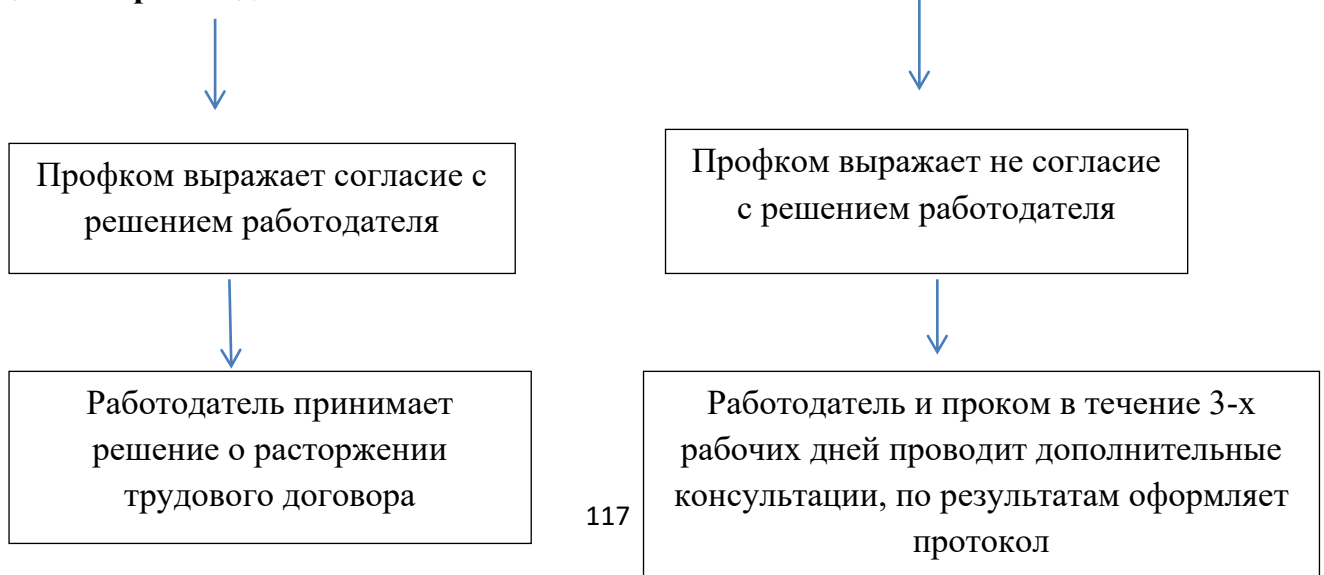 Профком выражает согласие с
решением работодателя
Профком выражает не согласие
с решением работодателя
Работодатель принимает
решение о расторжении
трудового договора
Работодатель и проком в течение 3-х
рабочих дней проводит дополнительные
консультации, по результатам оформляет
протокол
117